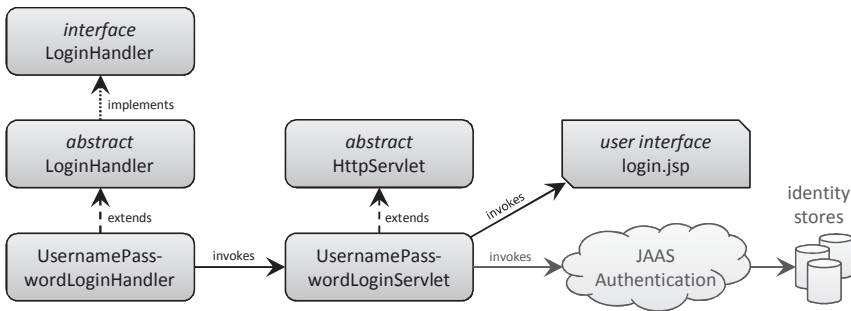 interface
LoginHandler
implements
abstract
LoginHandler
abstract
HttpServlet
user interface
login.jsp
identity
stores
extends
extends
invokes
UsernamePass-
wordLoginHandler
invokes
UsernamePass-
wordLoginServlet
invokes
JAAS
Authentication